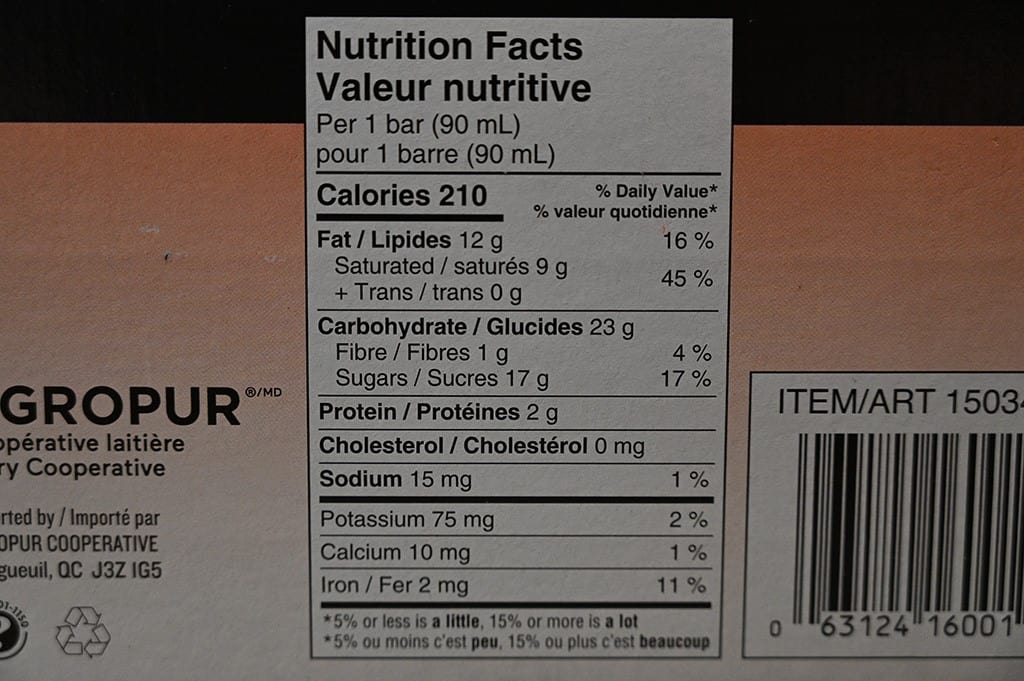 Nutrition Facts
Valeur nutritive
Per 1 bar (90 mL)
pour 1 barre (90 mL)
Calories 210
% Daily Value*
% valeur quotidienne*
Fat / Lipides 12 g 16 %
Saturated / saturés 9 g
+ Trans / trans 0 g
45 %
Carbohydrate / Glucides 23 g
Fibre / Fibres 1 g 4 %
Sugars / Sucres 17 g 17 %
Protein / Protéines 2 g
Cholesterol / Cholestérol 0 mg
Sodium 15 mg 1 %
Potassium 75 mg 2 %
Calcium 10 mg 1 %
Iron / Fer 2 mg 11 %
*5% or less is a little, 15% or more is a lot
*5% ou moins c'est peu, 15% ou plus c'est beaucoup
GROPUR®/MD
opérative laitière
ry Cooperative
rted by / Importé par
OPUR COOPERATIVE
gueuil, QC J3Z 1G5
ITEM/ART 1503
0 63124 16001